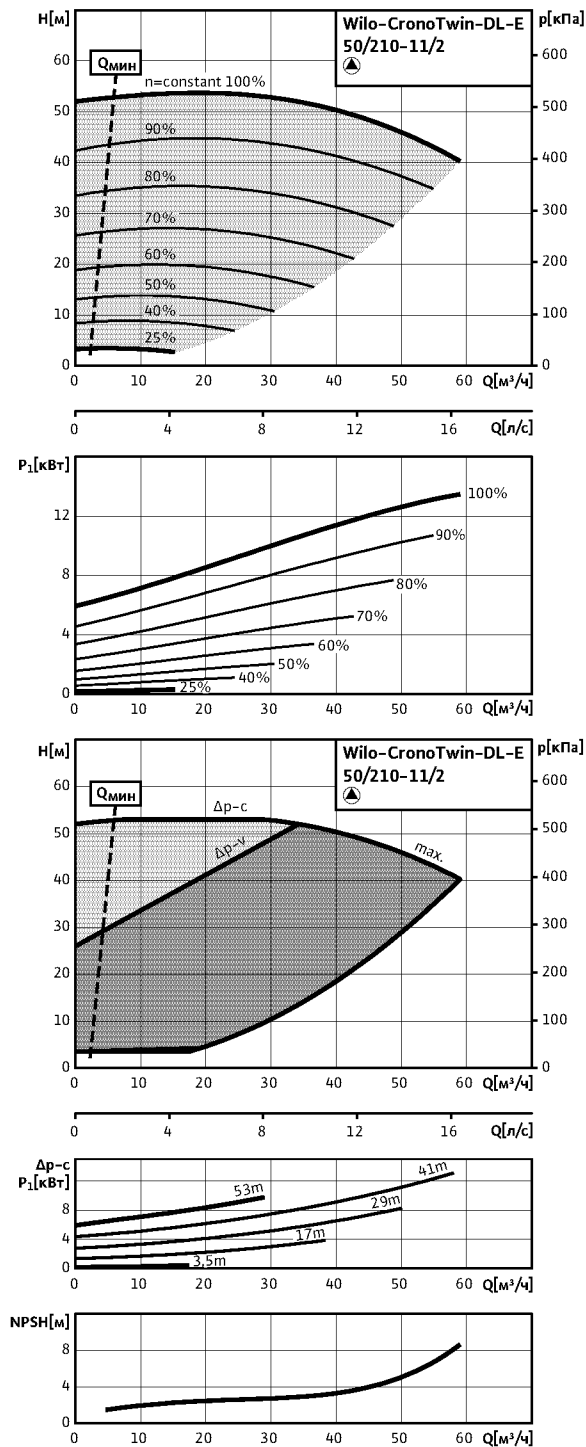 H[м]
p[кПа]
Wilo-CronoTwin-DL-E
50/210-11/2
Qмин
n=constant 100%
90%
80%
70%
60%
50%
40%
25%
60
50
40
30
20
10
0
600
500
400
300
200
100
0
0 10 20 30 40 50 60 Q[м³/ч]
0 4 8 12 16 Q[л/с]
P₁[кВт]
12
8
4
0
100%
90%
80%
70%
60%
50%
40%
25%
0 10 20 30 40 50 Q[м³/ч]
H[м]
p[кПа]
Wilo-CronoTwin-DL-E
50/210-11/2
Qмин
Δp-c
Δp-v
max.
60
50
40
30
20
10
0
600
500
400
300
200
100
0
0 10 20 30 40 50 60 Q[м³/ч]
0 4 8 12 16 Q[л/с]
Δp-c
P₁[кВт]
8
4
0
53m
41m
29m
17m
3,5m
0 10 20 30 40 50 Q[м³/ч]
NPSH[м]
8
4
0
0 10 20 30 40 50 Q[м³/ч]